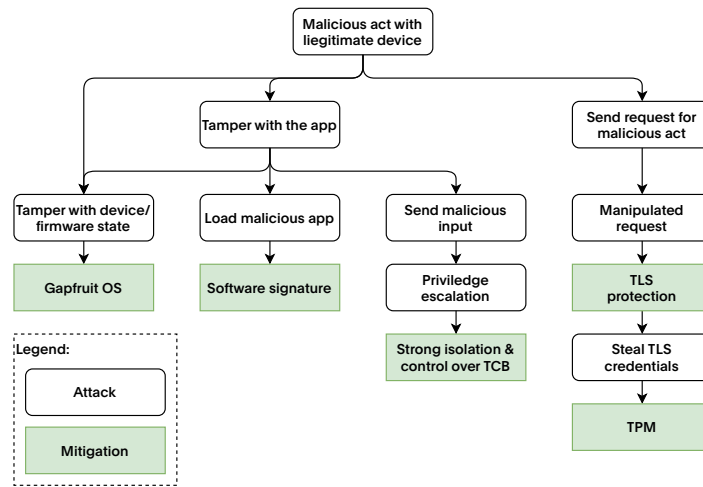 Malicious act with
liegitimate device
Tamper with the app
Send request for
malicious act
Tamper with device/
firmware state
Load malicious app
Send malicious
input
Manipulated
request
Gapfruit OS
Software signature
Priviledge
escalation
TLS
protection
Strong isolation &
control over TCB
Steal TLS
credentials
TPM
Legend:
Attack
Mitigation